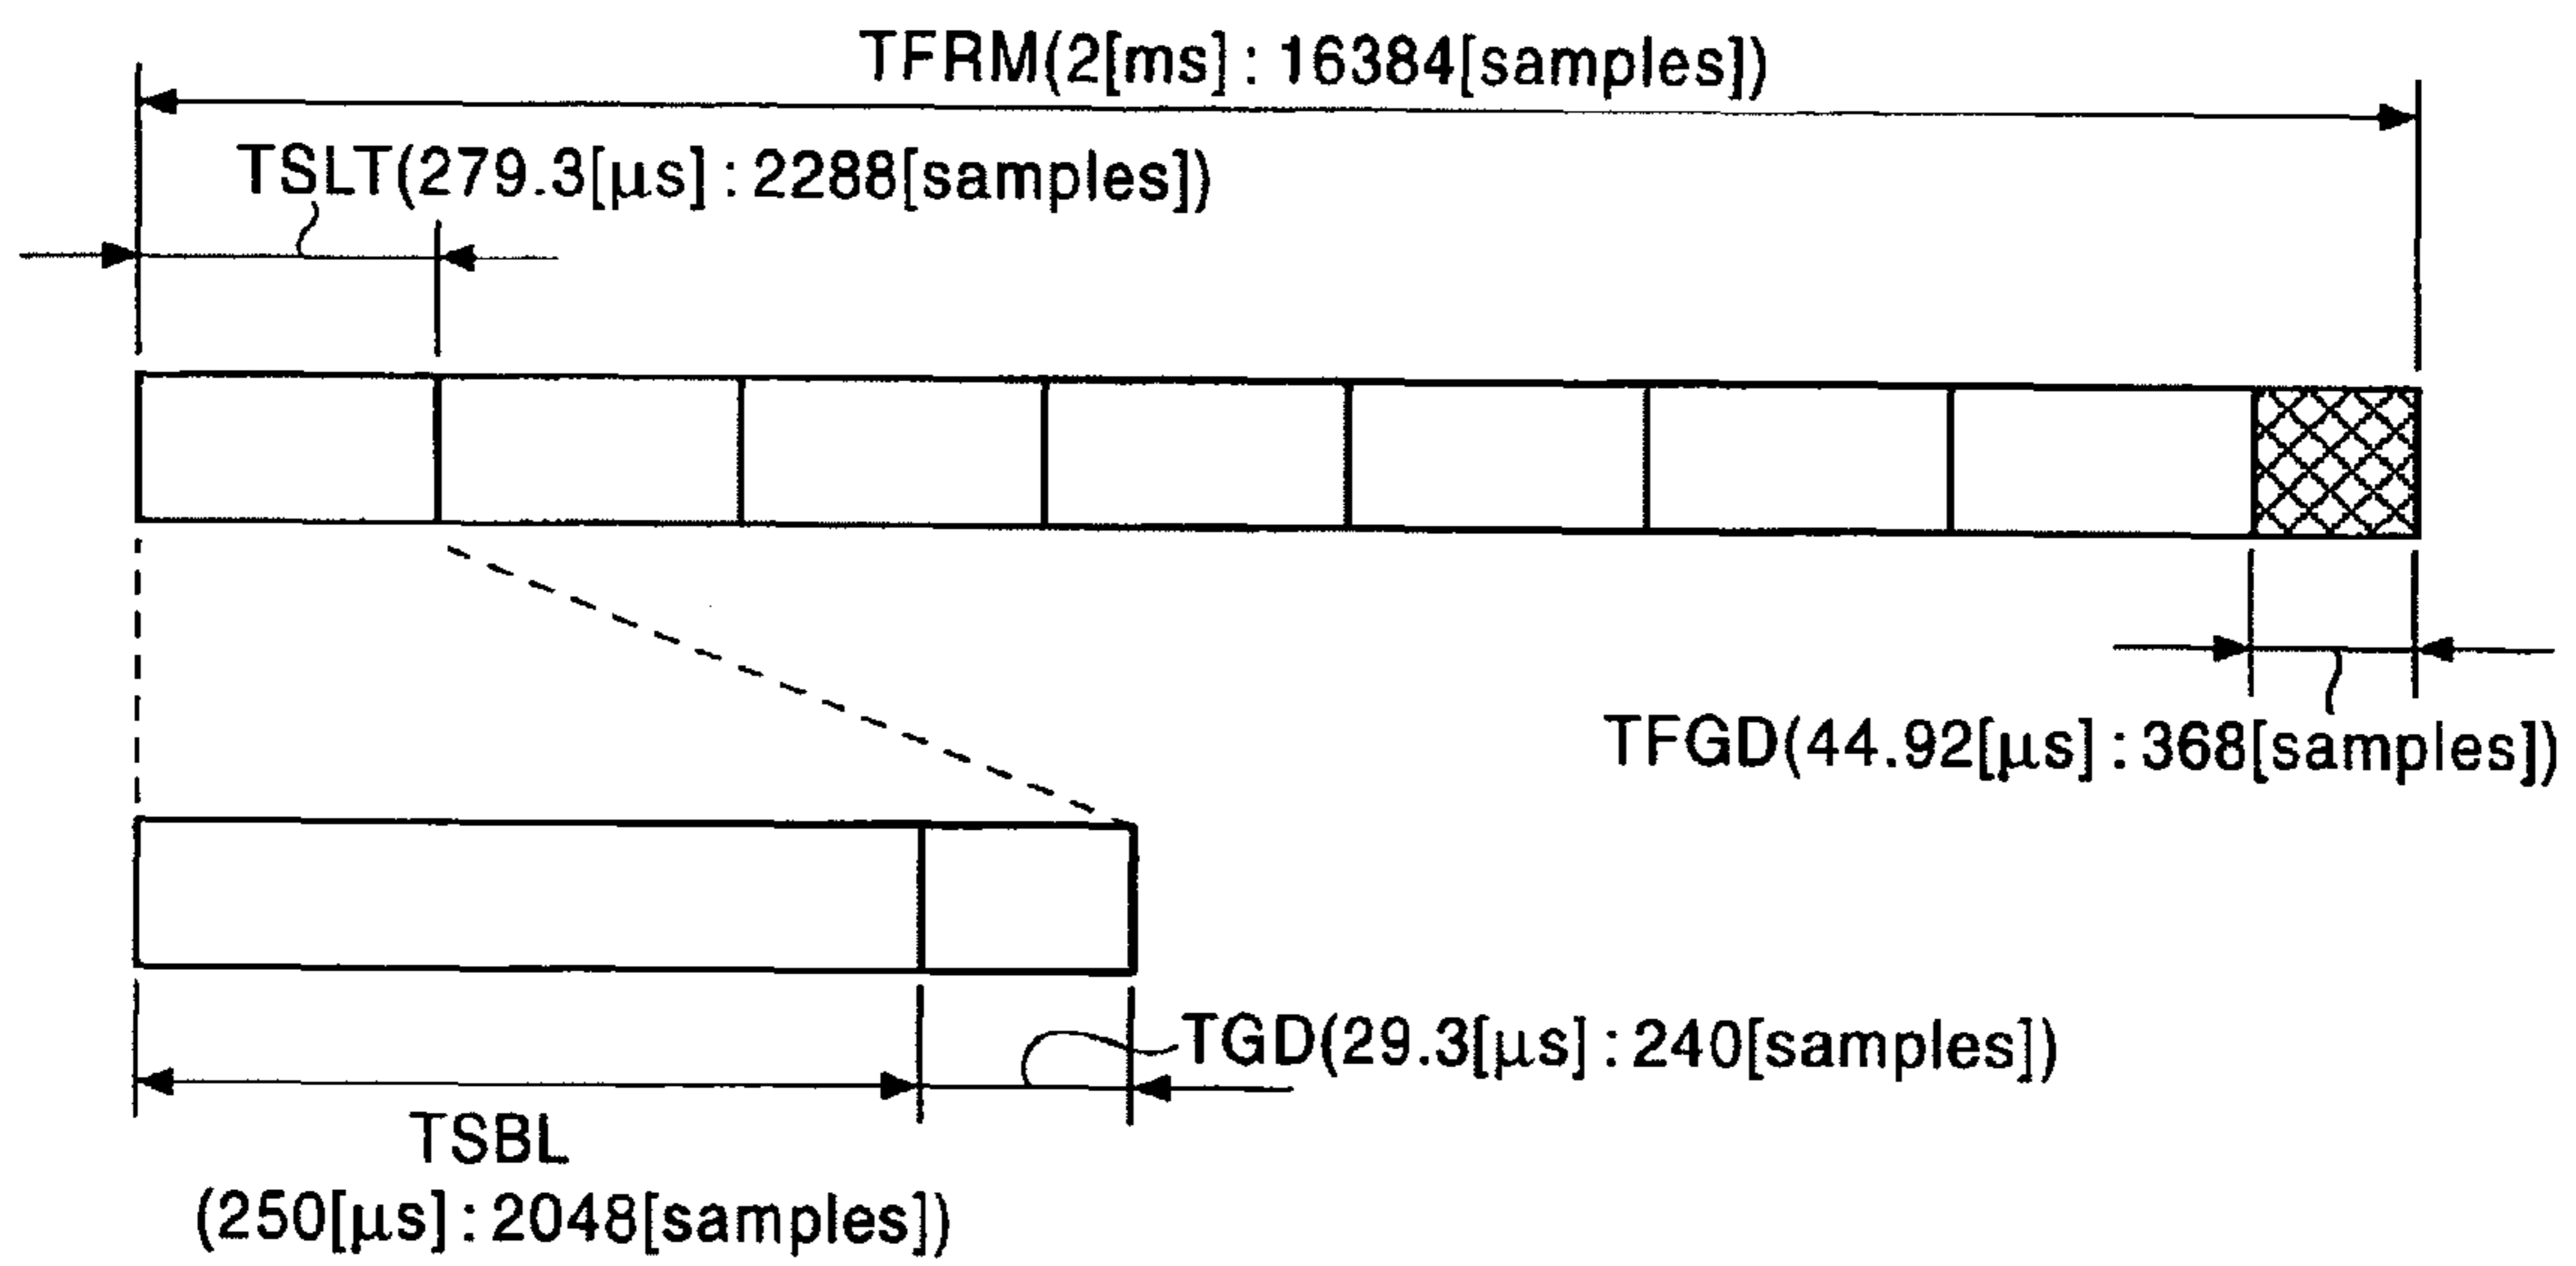 TFRM(2[ms]:16384[samples])
TSLT(279.3[µs]:2288[samples])
TFGD(44.92[µs]:368[samples])
TGD(29.3[µs]:240[samples])
TSBL
(250[µs]:2048[samples])